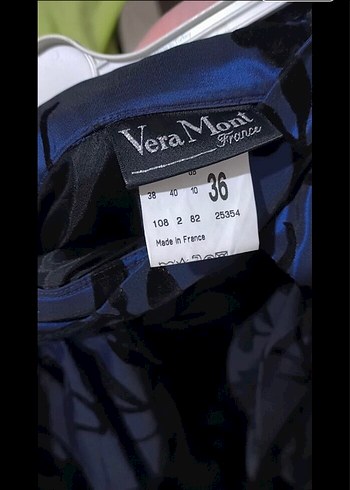 Vera Mont
France
36
38 40 10
108 2 82 25354
Made in France